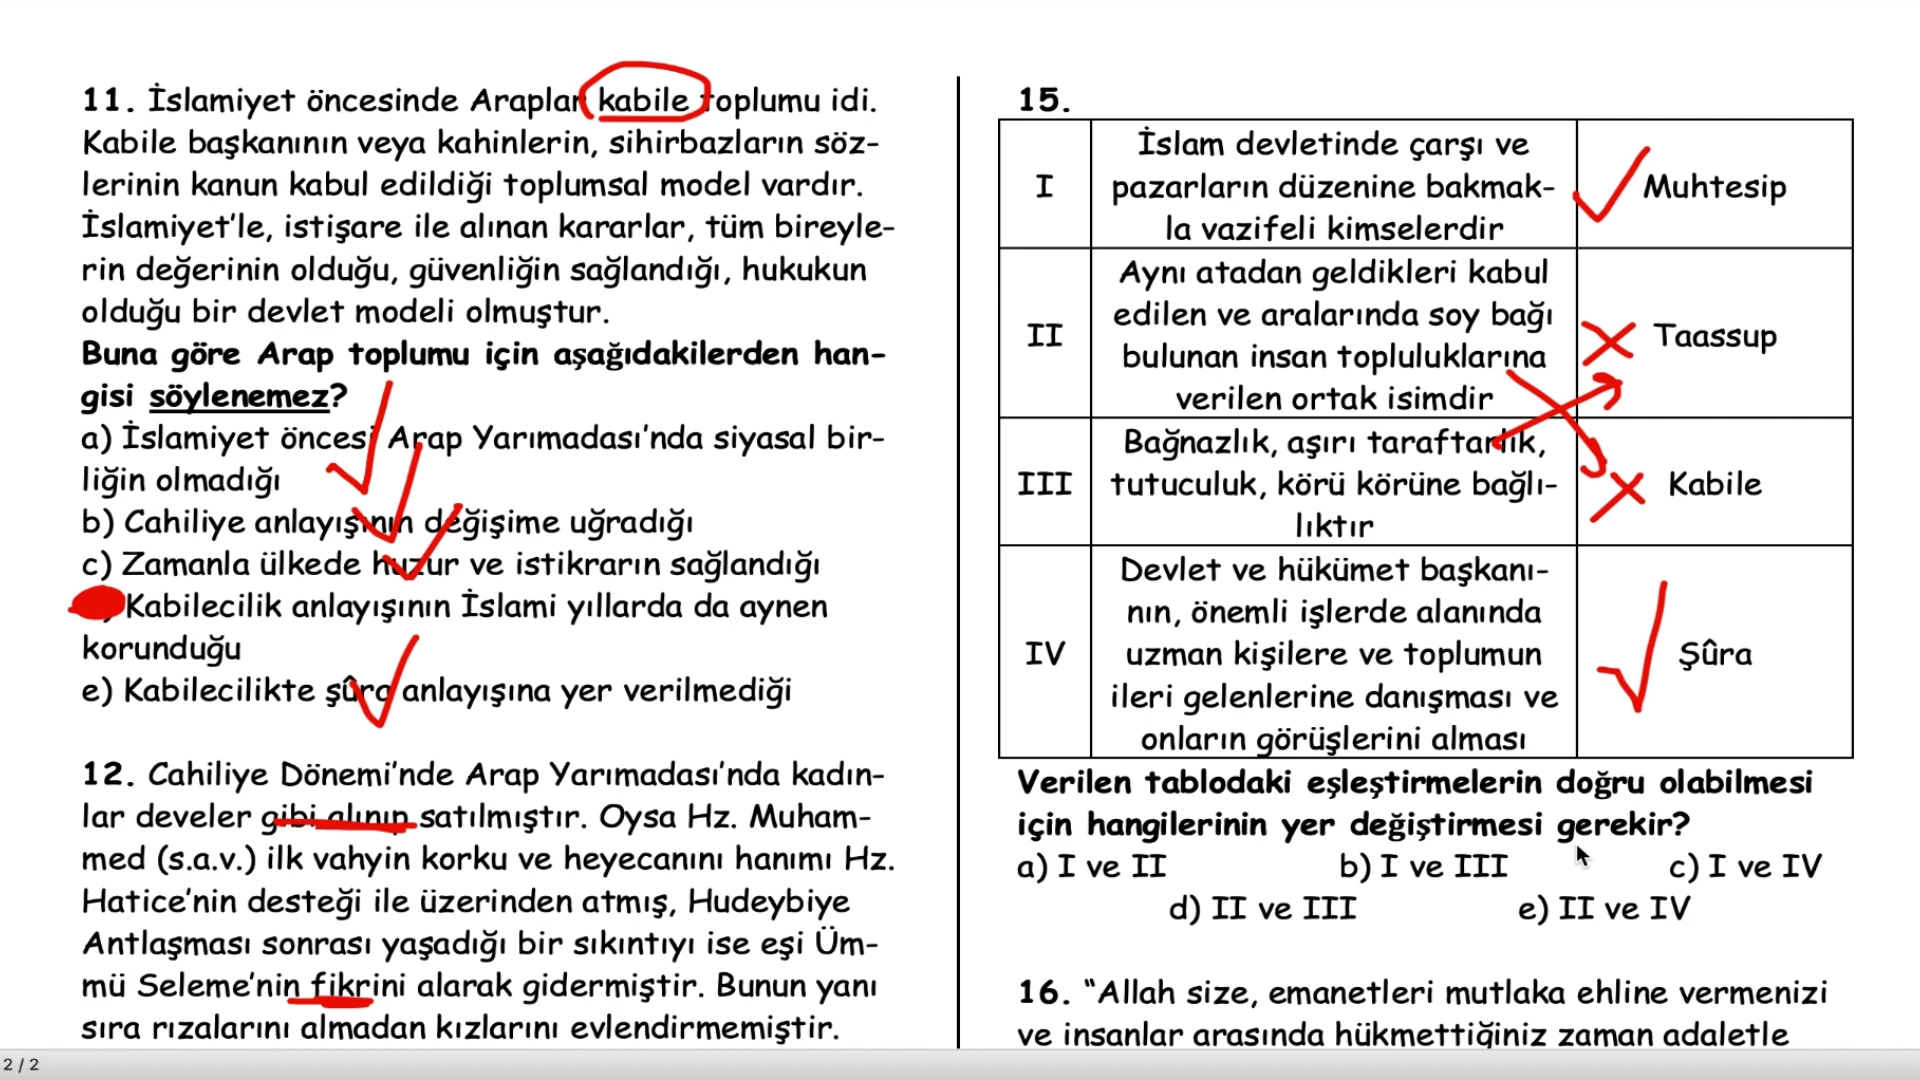 11. İslamiyet öncesinde Araplar kabile toplumu idi.
Kabile başkanının veya kahinlerin, sihirbazların söz-
lerinin kanun kabul edildiği toplumsal model vardır.
İslamiyet'le, istişare ile alınan kararlar, tüm bireyle-
rin değerinin olduğu, güvenliğin sağlandığı, hukukun
olduğu bir devlet modeli olmuştur.
Buna göre Arap toplumu için aşağıdakilerden han-
gisi söylenemez?
a) İslamiyet öncesi Arap Yarımadası'nda siyasal bir-
liğin olmadığı
b) Cahiliye anlayışının değişime uğradığı
c) Zamanla ülkede huzur ve istikrarın sağlandığı
Kabilecilik anlayışının İslami yıllarda da aynen
korunduğu
e) Kabilecilikte şûra anlayışına yer verilmediği
12. Cahiliye Dönemi'nde Arap Yarımadası'nda kadın-
lar develer gibi alınıp satılmıştır. Oysa Hz. Muham-
med (s.a.v.) ilk vahyin korku ve heyecanını hanımı Hz.
Hatice'nin desteği ile üzerinden atmış, Hudeybiye
Antlaşması sonrası yaşadığı bir sıkıntıyı ise eşi Üm-
mü Seleme'nin fikrini alarak gidermiştir. Bunun yanı
sıra rızalarını almadan kızlarını evlendirmemiştir.
15.
I
İslam devletinde çarşı ve
pazarların düzenine bakmak-
la vazifeli kimselerdir
Muhtesip
II
Aynı atadan geldikleri kabul
edilen ve aralarında soy bağı
bulunan insan topluluklarına
verilen ortak isimdir
Taassup
III
Bağnazlık, aşırı taraftarlık,
tutuculuk, körü körüne bağlı-
lıktır
Kabile
IV
Devlet ve hükümet başkanı-
nın, önemli işlerde alanında
uzman kişilere ve toplumun
ileri gelenlerine danışması ve
onların görüşlerini alması
Şûra
Verilen tablodaki eşleştirmelerin doğru olabilmesi
için hangilerinin yer değiştirmesi gerekir?
a) I ve II b) I ve III c) I ve IV
d) II ve III e) II ve IV
16. “Allah size, emanetleri mutlaka ehline vermenizi
ve insanlar arasında hükmettiğiniz zaman adaletle
2 / 2